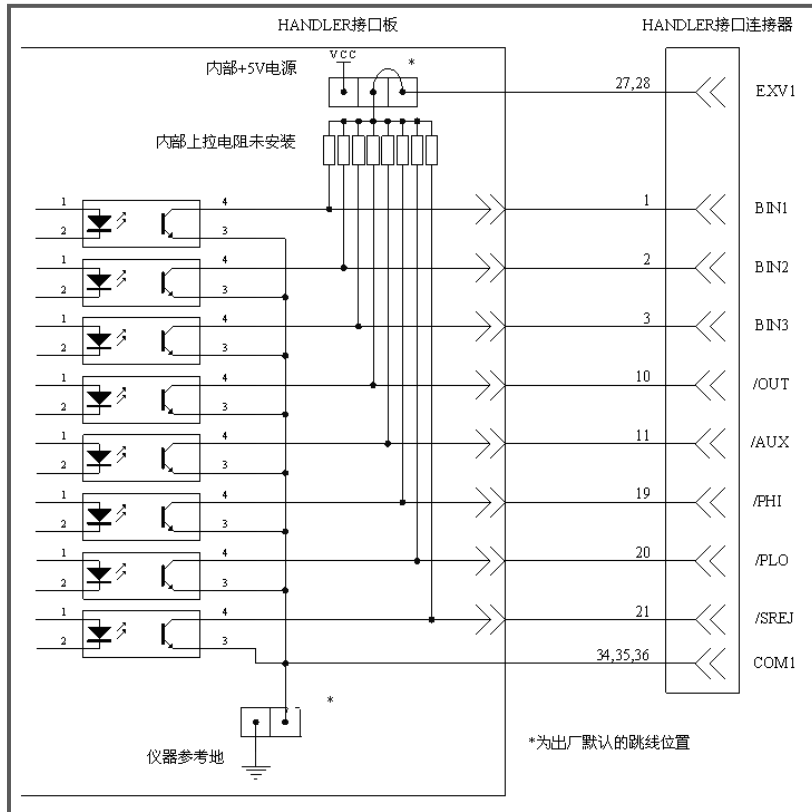 HANDLER接口板
HANDLER接口连接器
VCC
*
内部+5V电源
27,28
EXV1
内部上拉电阻未安装
1
4
1
BIN1
2
3
1
4
2
BIN2
2
3
1
4
3
BIN3
2
3
1
4
10
/OUT
2
3
1
4
11
/AUX
2
3
1
4
19
/PHI
2
3
1
4
20
/PLO
2
3
1
4
21
/SREJ
2
3
34,35,36
COM1
*
*为出厂默认的跳线位置
仪器参考地